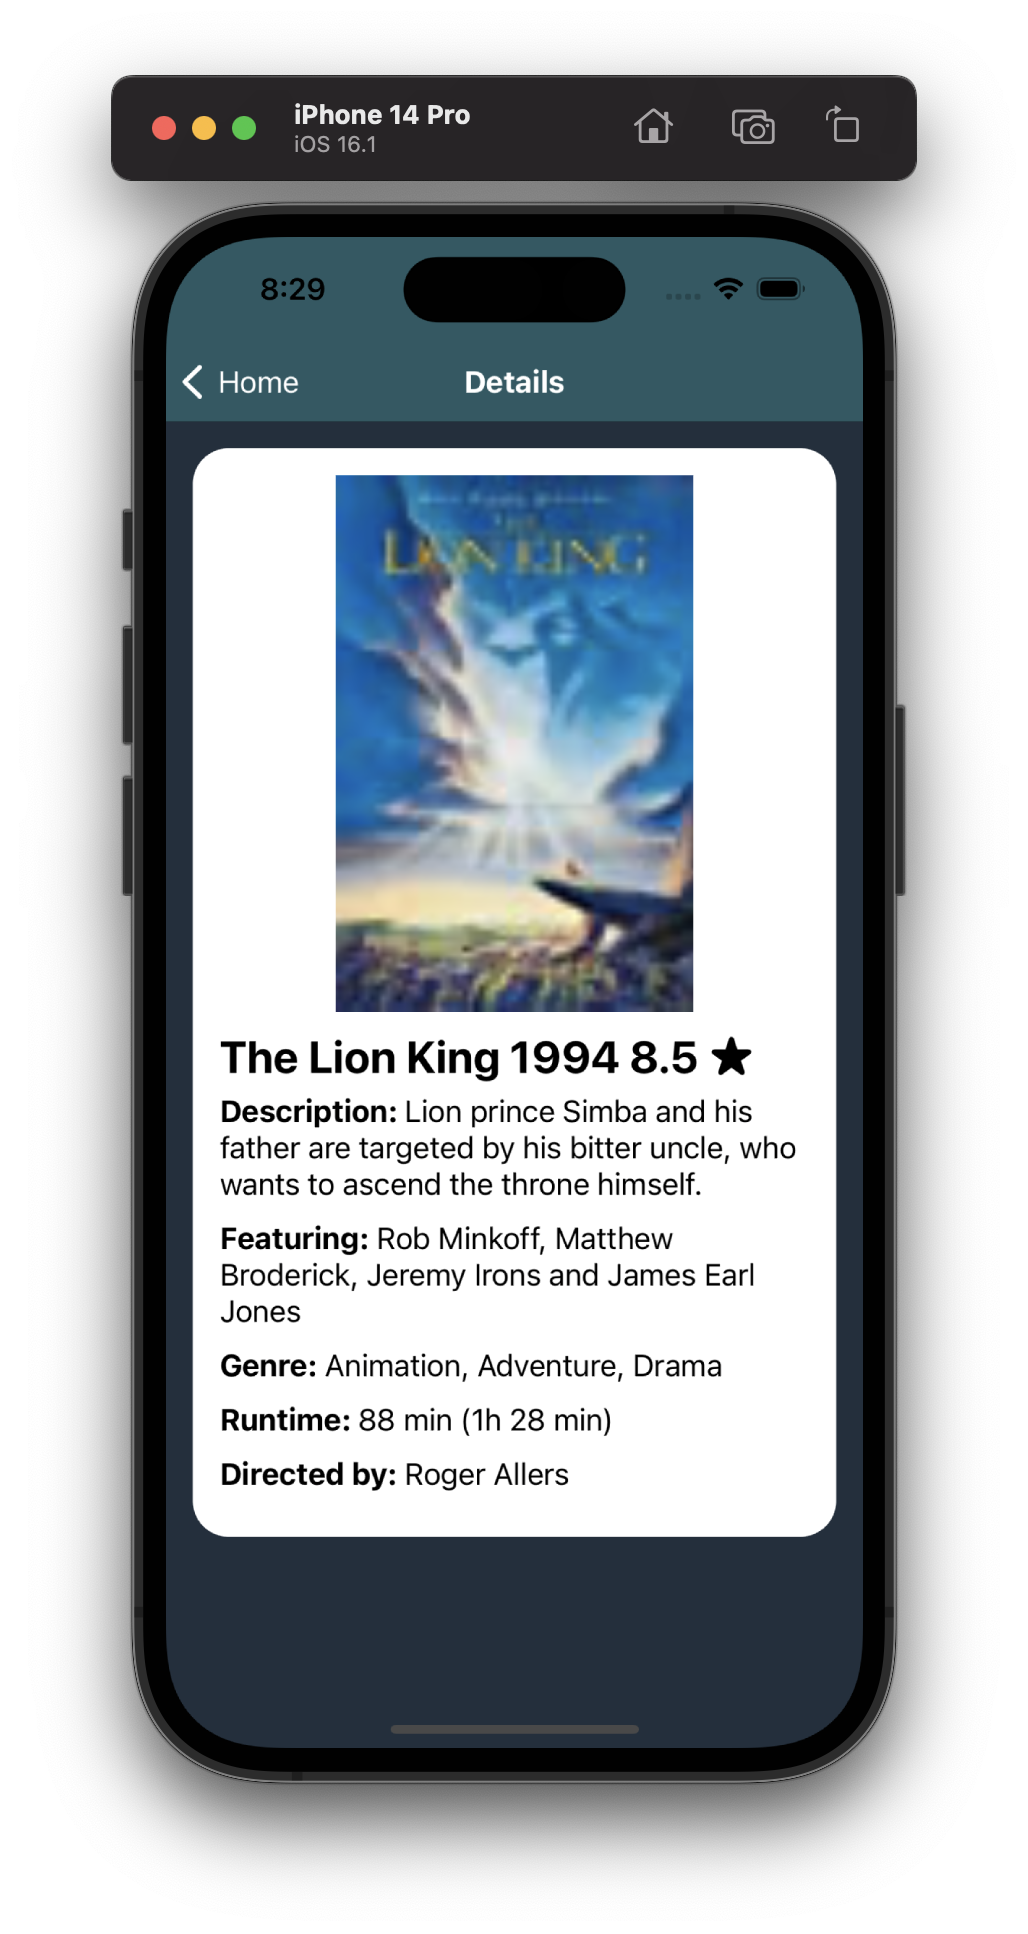 iPhone 14 Pro
iOS 16.1
8:29
Home
Details
THE
LION KING
The Lion King 1994 8.5 ★
Description: Lion prince Simba and his
father are targeted by his bitter uncle, who
wants to ascend the throne himself.
Featuring: Rob Minkoff, Matthew
Broderick, Jeremy Irons and James Earl
Jones
Genre: Animation, Adventure, Drama
Runtime: 88 min (1h 28 min)
Directed by: Roger Allers